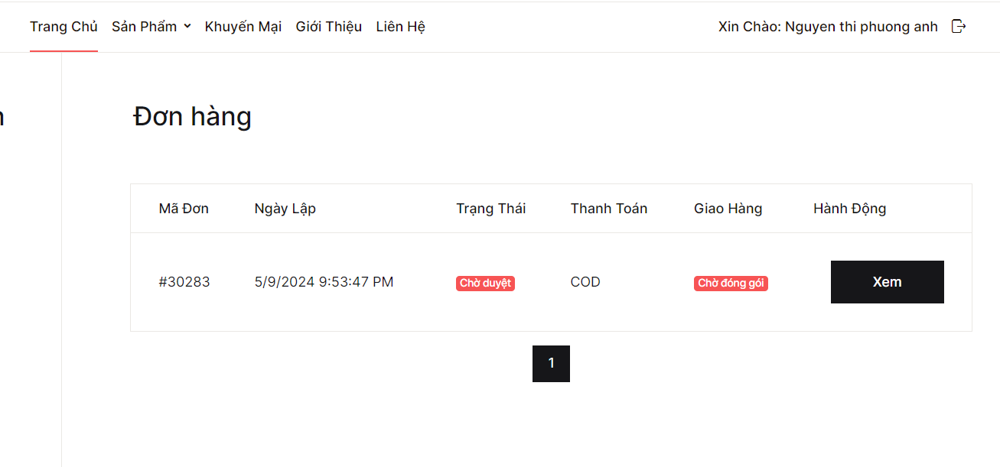 Trang Chủ Sản Phẩm Khuyến Mại Giới Thiệu Liên Hệ Xin Chào: Nguyen thi phuong anh
Đơn hàng
Mã Đơn Ngày Lập Trạng Thái Thanh Toán Giao Hàng Hành Động
#30283 5/9/2024 9:53:47 PM Chờ duyệt COD Chờ đóng gói Xem
1